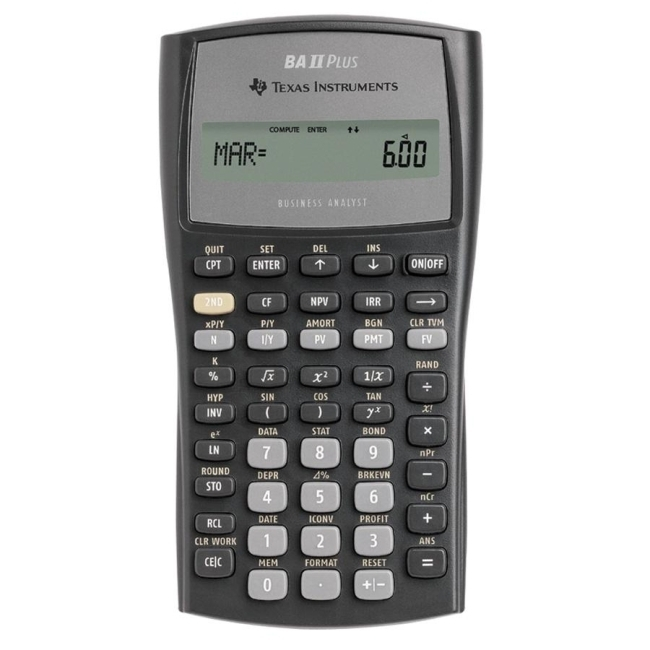 BA II PLUS
TEXAS INSTRUMENTS
COMPUTE ENTER ↑↓
MAR= 6.00
BUSINESS ANALYST
QUIT SET DEL INS
CPT ENTER ↑ ↓ ON|OFF
2ND CF NPV IRR →
xP/Y P/Y AMORT BGN CLR TVM
N I/Y PV PMT FV
K RAND
% √x x² 1/x ÷
HYP SIN COS TAN x!
INV ( ) yˣ ×
eˣ DATA STAT BOND nPr
LN 7 8 9 −
ROUND DEPR Δ% BRKEVN nCr
STO 4 5 6 +
DATE ICONV PROFIT
RCL 1 2 3
CLR WORK MEM FORMAT RESET ANS
CE|C 0 . +|− =